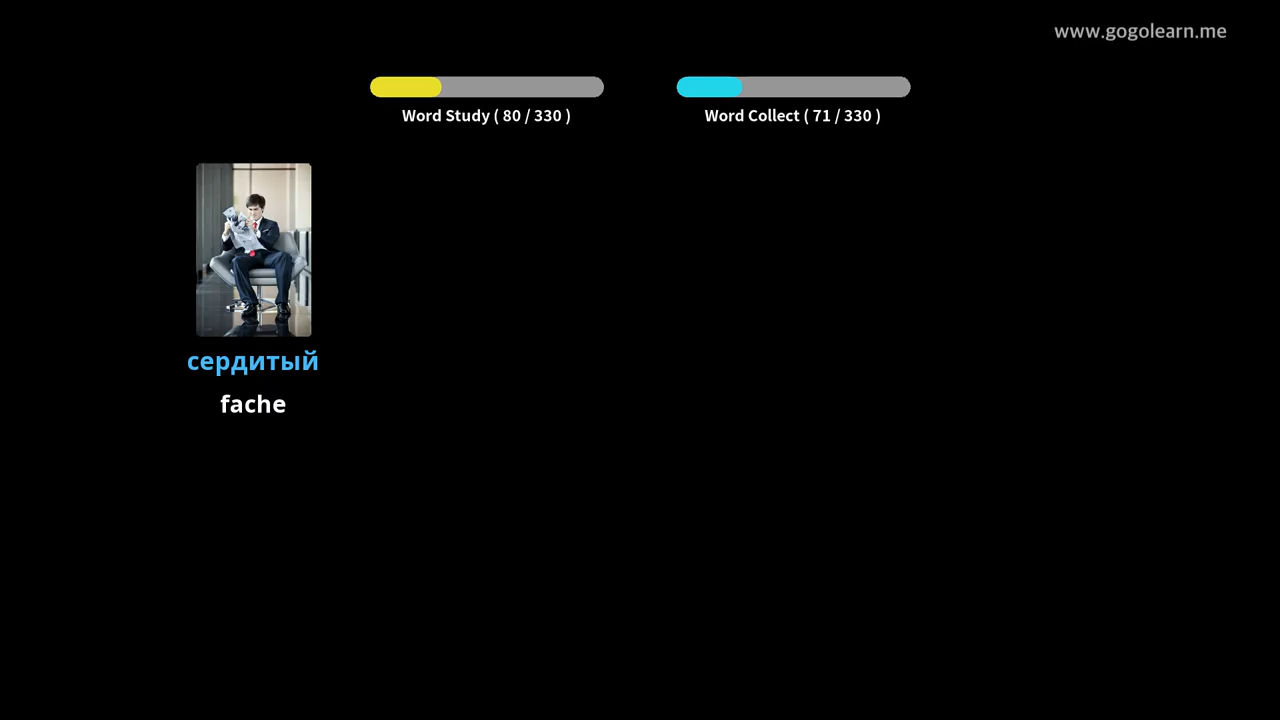 www.gogolearn.me
Word Study ( 80 / 330 )
Word Collect ( 71 / 330 )
сердитый
fache